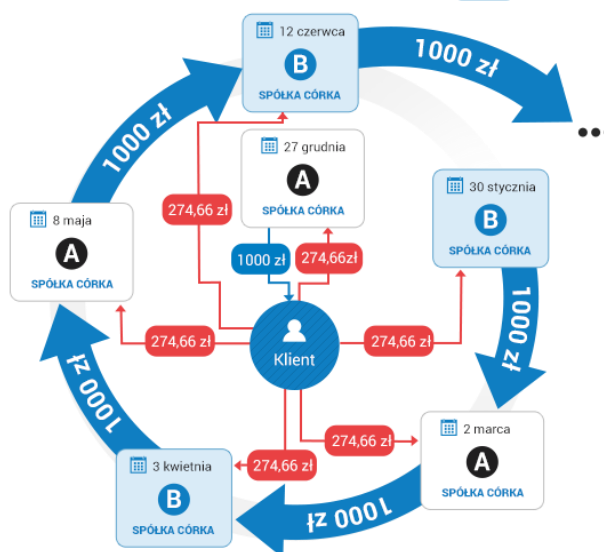 12 czerwca
B
SPÓŁKA CÓRKA
1000 zł
1000 zł
27 grudnia
A
SPÓŁKA CÓRKA
274,66 zł
30 stycznia
B
SPÓŁKA CÓRKA
8 maja
A
SPÓŁKA CÓRKA
1000 zł
274,66zł
1000 zł
274,66 zł
Klient
274,66 zł
1000 zł
2 marca
A
SPÓŁKA CÓRKA
274,66 zł
3 kwietnia
B
SPÓŁKA CÓRKA
274,66 zł
1000 zł